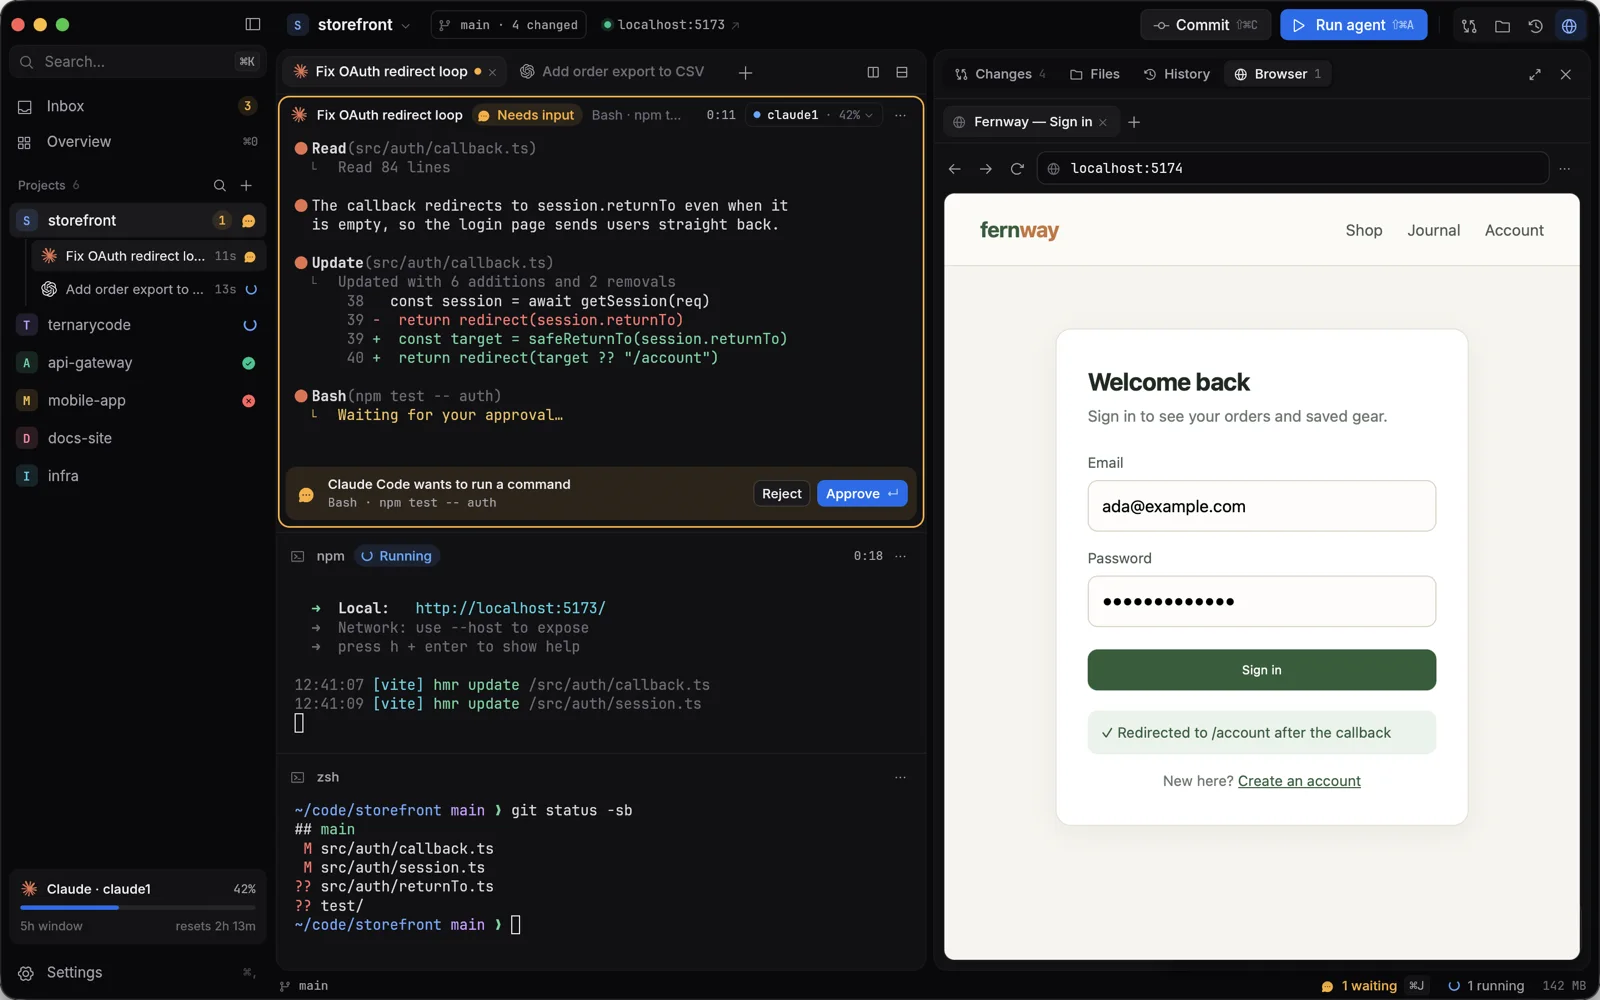 S storefront
main · 4 changed
localhost:5173
Commit ⇧⌘C
Run agent ⇧⌘A
Search... ⌘K
Inbox 3
Overview ⌘0
Projects 6
S storefront 1
Fix OAuth redirect lo... 11s
Add order export to ... 13s
T ternarycode
A api-gateway
M mobile-app
D docs-site
I infra
Claude · claude1 42%
5h window resets 2h 13m
Settings ⌘,
Fix OAuth redirect loop
Add order export to CSV
Fix OAuth redirect loop Needs input Bash · npm t... 0:11 claude1 · 42%
Read(src/auth/callback.ts)
Read 84 lines
The callback redirects to session.returnTo even when it
is empty, so the login page sends users straight back.
Update(src/auth/callback.ts)
Updated with 6 additions and 2 removals
38 const session = await getSession(req)
39 - return redirect(session.returnTo)
39 + const target = safeReturnTo(session.returnTo)
40 + return redirect(target ?? "/account")
Bash(npm test -- auth)
Waiting for your approval…
Claude Code wants to run a command
Bash · npm test -- auth
Reject
Approve
npm Running 0:18
➜ Local: http://localhost:5173/
➜ Network: use --host to expose
➜ press h + enter to show help
12:41:07 [vite] hmr update /src/auth/callback.ts
12:41:09 [vite] hmr update /src/auth/session.ts
zsh
~/code/storefront main ❯ git status -sb
## main
M src/auth/callback.ts
M src/auth/session.ts
?? src/auth/returnTo.ts
?? test/
~/code/storefront main ❯
Changes 4
Files
History
Browser 1
Fernway — Sign in
localhost:5174
fernway
Shop
Journal
Account
Welcome back
Sign in to see your orders and saved gear.
Email
ada@example.com
Password
•••••••••••••
Sign in
✓ Redirected to /account after the callback
New here? Create an account
main
1 waiting ⌘J
1 running
142 MB